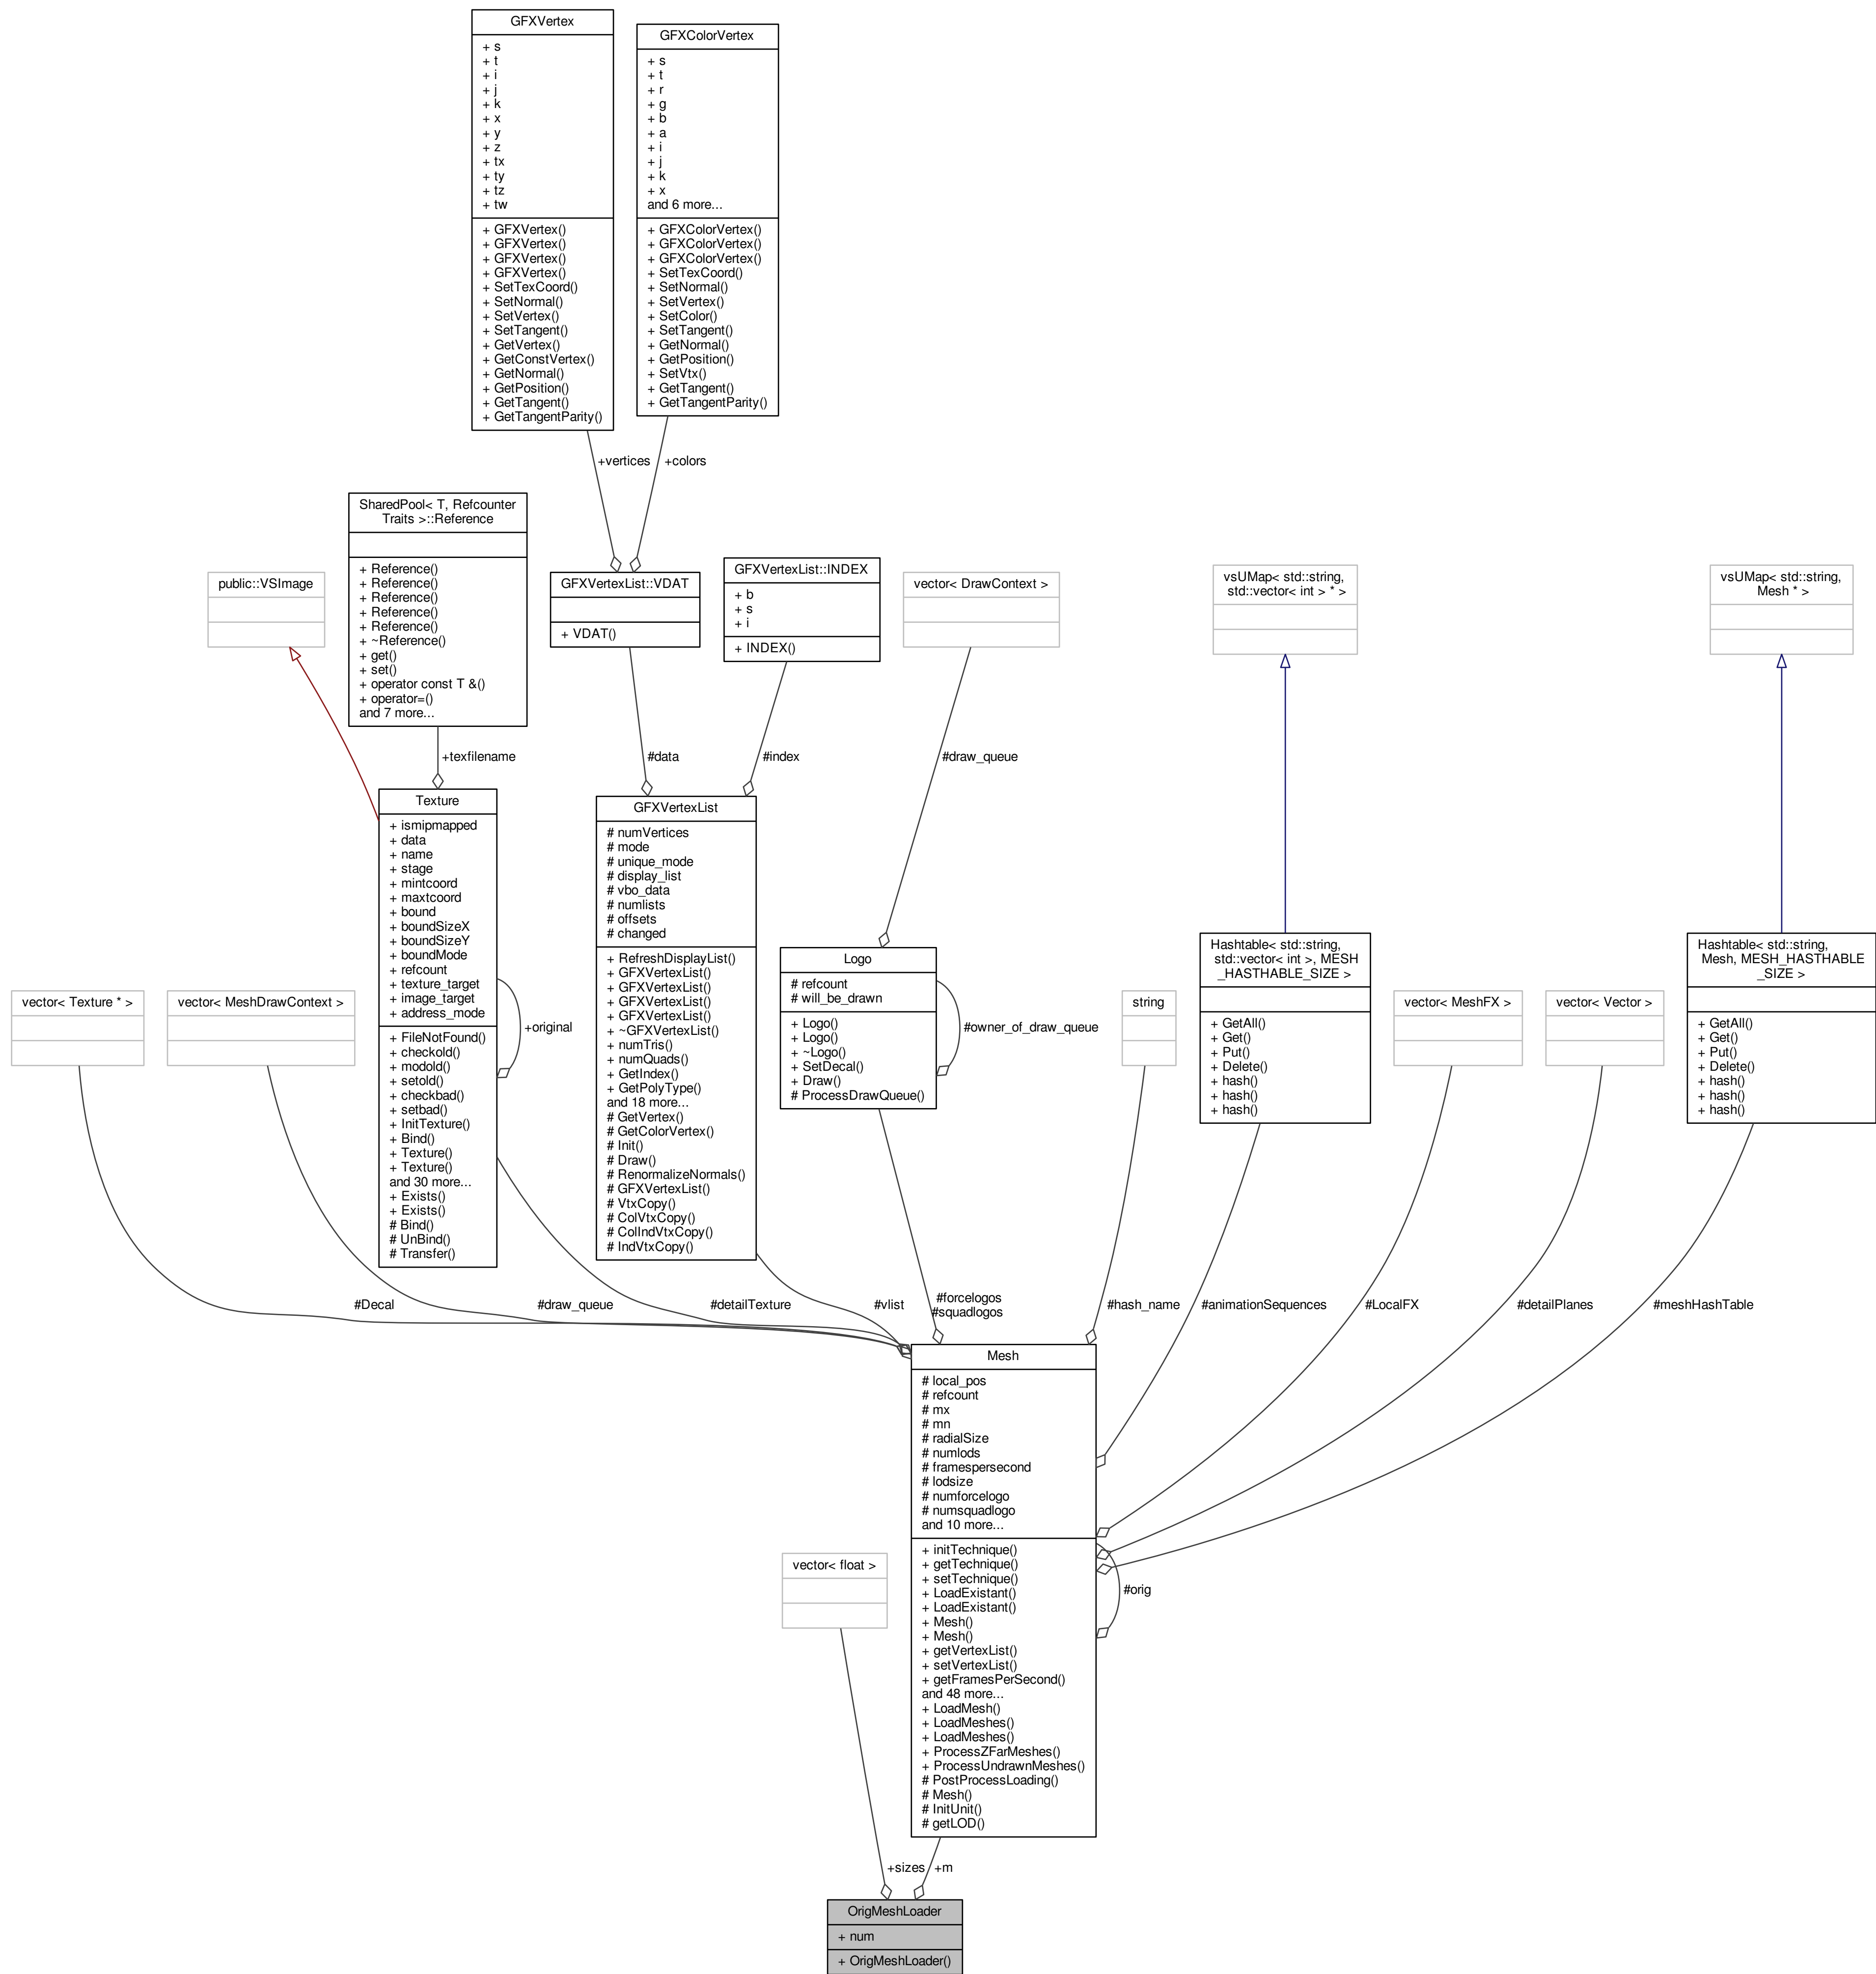 GFXVertex
+ s
+ t
+ i
+ j
+ k
+ x
+ y
+ z
+ tx
+ ty
+ tz
+ tw
+ GFXVertex()
+ GFXVertex()
+ GFXVertex()
+ GFXVertex()
+ SetTexCoord()
+ SetNormal()
+ SetVertex()
+ SetTangent()
+ GetVertex()
+ GetConstVertex()
+ GetNormal()
+ GetPosition()
+ GetTangent()
+ GetTangentParity()
GFXColorVertex
+ s
+ t
+ r
+ g
+ b
+ a
+ i
+ j
+ k
+ x
and 6 more...
+ GFXColorVertex()
+ GFXColorVertex()
+ GFXColorVertex()
+ SetTexCoord()
+ SetNormal()
+ SetVertex()
+ SetColor()
+ SetTangent()
+ GetNormal()
+ GetPosition()
+ SetVtx()
+ GetTangent()
+ GetTangentParity()
+vertices
+colors
public::VSImage
SharedPool< T, Refcounter
Traits >::Reference
+ Reference()
+ Reference()
+ Reference()
+ Reference()
+ Reference()
+ ~Reference()
+ get()
+ set()
+ operator const T &()
+ operator=()
and 7 more...
GFXVertexList::VDAT
+ VDAT()
GFXVertexList::INDEX
+ b
+ s
+ i
+ INDEX()
vector< DrawContext >
vsUMap< std::string,
std::vector< int > * >
vsUMap< std::string,
Mesh * >
+texfilename
#data
#index
#draw_queue
vector< Texture * >
vector< MeshDrawContext >
Texture
+ ismipmapped
+ data
+ name
+ stage
+ mintcoord
+ maxtcoord
+ bound
+ boundSizeX
+ boundSizeY
+ boundMode
+ refcount
+ texture_target
+ image_target
+ address_mode
+ FileNotFound()
+ checkold()
+ modold()
+ setold()
+ checkbad()
+ setbad()
+ InitTexture()
+ Bind()
+ Texture()
+ Texture()
and 30 more...
+ Exists()
+ Exists()
# Bind()
# UnBind()
# Transfer()
+original
GFXVertexList
# numVertices
# mode
# unique_mode
# display_list
# vbo_data
# numlists
# offsets
# changed
+ RefreshDisplayList()
+ GFXVertexList()
+ GFXVertexList()
+ GFXVertexList()
+ GFXVertexList()
+ ~GFXVertexList()
+ numTris()
+ numQuads()
+ GetIndex()
+ GetPolyType()
and 18 more...
# GetVertex()
# GetColorVertex()
# Init()
# Draw()
# RenormalizeNormals()
# GFXVertexList()
# VtxCopy()
# ColVtxCopy()
# ColIndVtxCopy()
# IndVtxCopy()
Logo
# refcount
# will_be_drawn
+ Logo()
+ Logo()
+ ~Logo()
+ SetDecal()
+ Draw()
# ProcessDrawQueue()
#owner_of_draw_queue
string
Hashtable< std::string,
std::vector< int >, MESH
_HASTHABLE_SIZE >
+ GetAll()
+ Get()
+ Put()
+ Delete()
+ hash()
+ hash()
+ hash()
vector< MeshFX >
vector< Vector >
Hashtable< std::string,
Mesh, MESH_HASTHABLE
_SIZE >
+ GetAll()
+ Get()
+ Put()
+ Delete()
+ hash()
+ hash()
+ hash()
#Decal
#draw_queue
#detailTexture
#vlist
#forcelogos
#squadlogos
#hash_name
#animationSequences
#LocalFX
#detailPlanes
#meshHashTable
Mesh
# local_pos
# refcount
# mx
# mn
# radialSize
# numlods
# framespersecond
# lodsize
# numforcelogo
# numsquadlogo
and 10 more...
+ initTechnique()
+ getTechnique()
+ setTechnique()
+ LoadExistant()
+ LoadExistant()
+ Mesh()
+ Mesh()
+ getVertexList()
+ setVertexList()
+ getFramesPerSecond()
and 48 more...
+ LoadMesh()
+ LoadMeshes()
+ LoadMeshes()
+ ProcessZFarMeshes()
+ ProcessUndrawnMeshes()
# PostProcessLoading()
# Mesh()
# InitUnit()
# getLOD()
#orig
vector< float >
+sizes
+m
OrigMeshLoader
+ num
+ OrigMeshLoader()